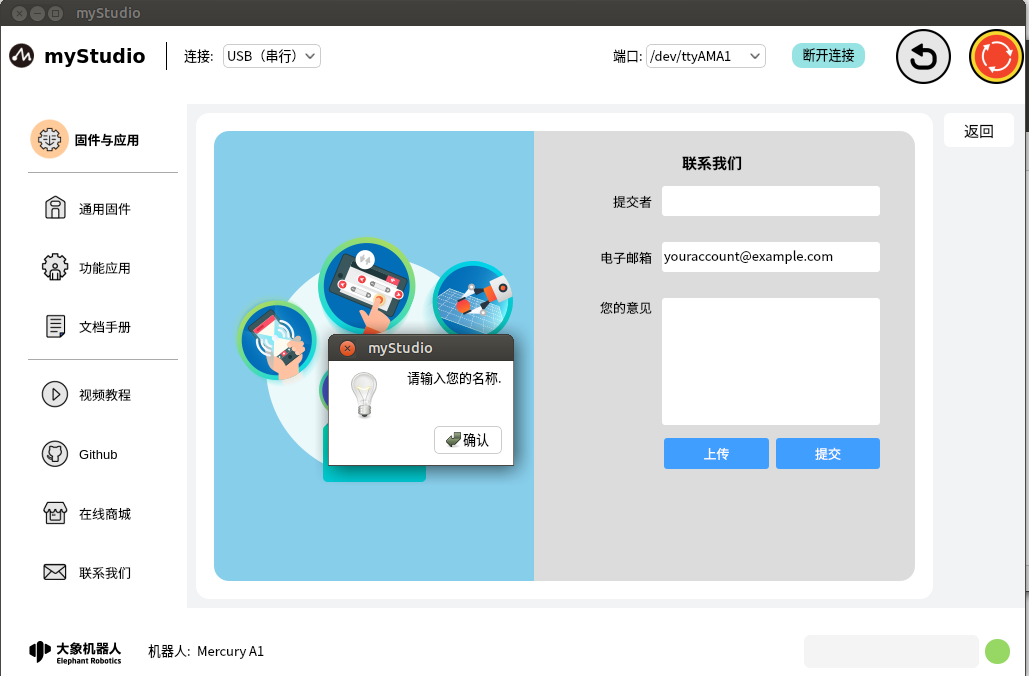 myStudio
myStudio
连接:
USB（串行）
端口:
/dev/ttyAMA1
断开连接
固件与应用
通用固件
功能应用
文档手册
视频教程
Github
在线商城
联系我们
返回
联系我们
提交者
电子邮箱
youraccount@example.com
您的意见
上传
提交
myStudio
请输入您的名称.
确认
大象机器人
Elephant Robotics
机器人: Mercury A1